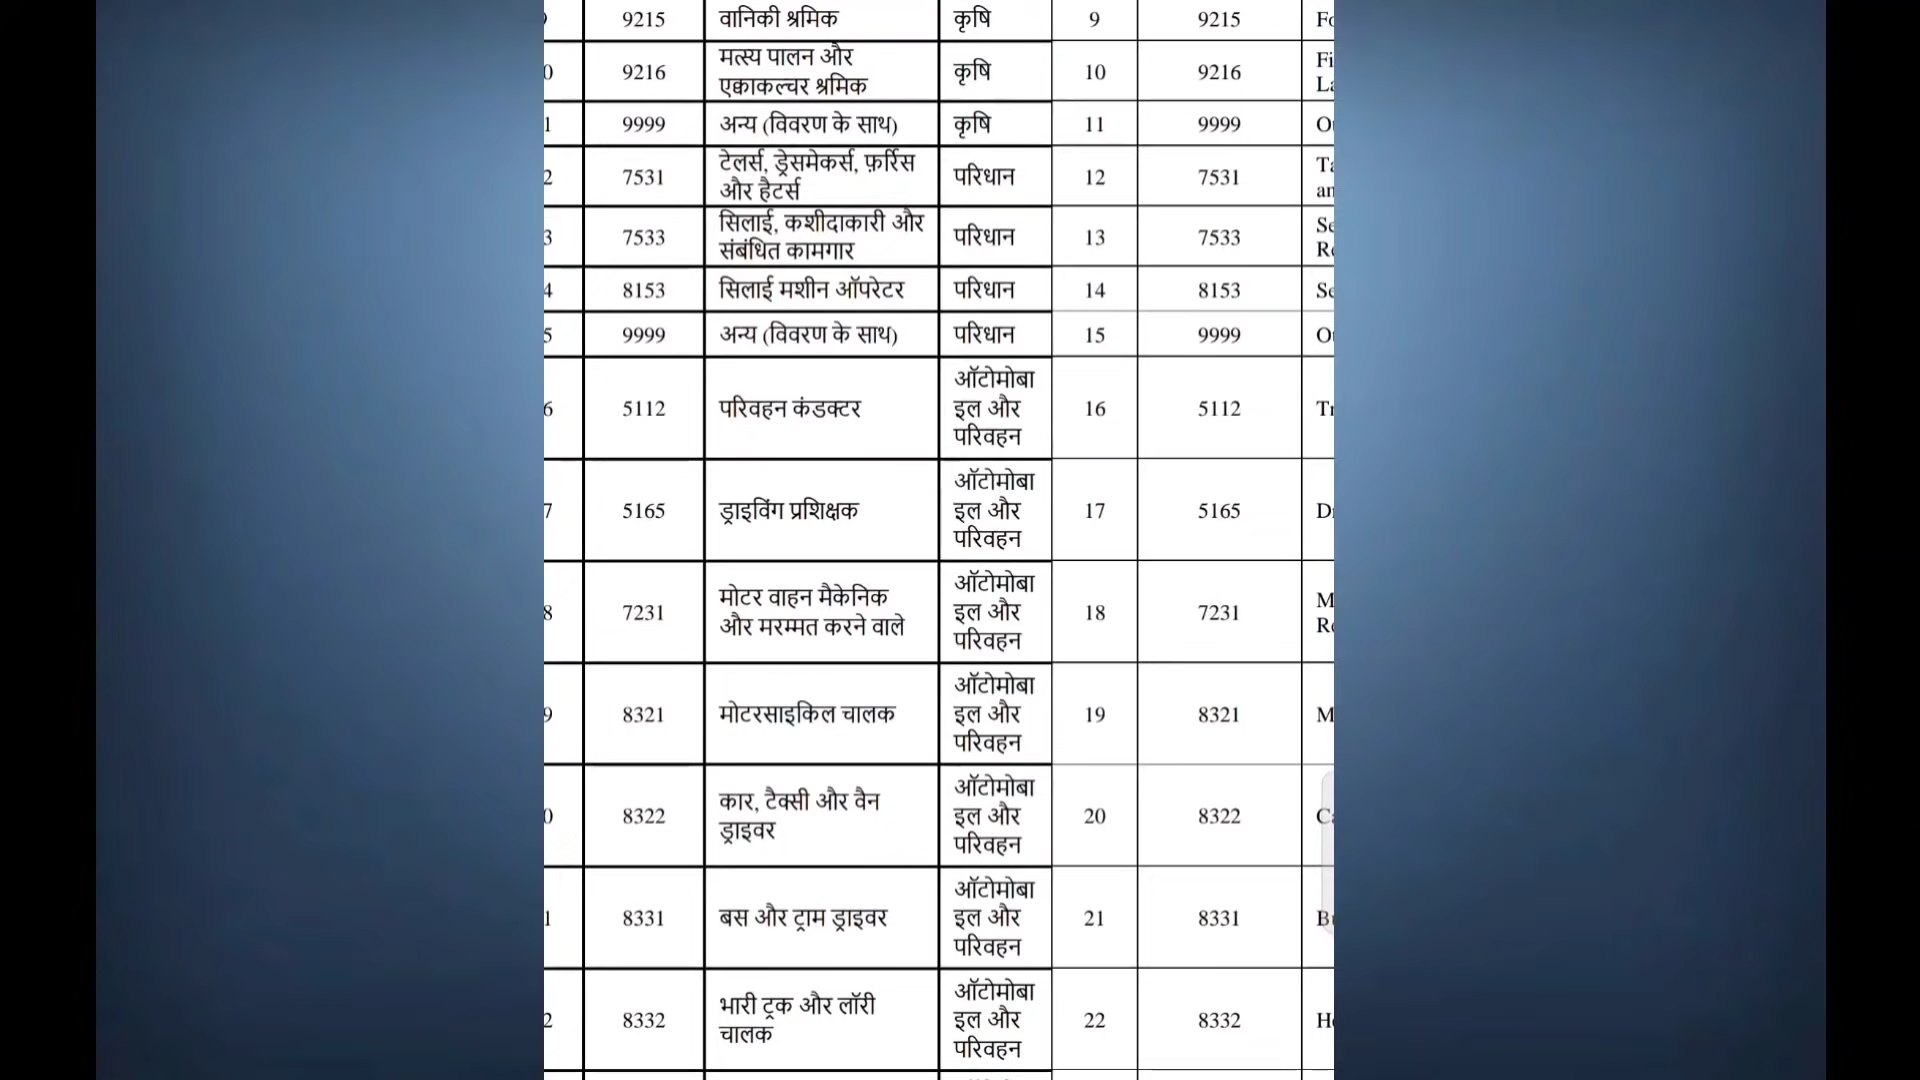 9215 वानिकी श्रमिक कृषि 9 9215
मत्स्य पालन और
9216 कृषि 10 9216
एक्वाकल्चर श्रमिक
9999 अन्य (विवरण के साथ) कृषि 11 9999
टेलर्स, ड्रेसमेकर्स, फ़र्रिस
7531 परिधान 12 7531
और हैटर्स
सिलाई, कशीदाकारी और
7533 परिधान 13 7533
संबंधित कामगार
8153 सिलाई मशीन ऑपरेटर परिधान 14 8153
9999 अन्य (विवरण के साथ) परिधान 15 9999
ऑटोमोबा
5112 परिवहन कंडक्टर इल और 16 5112
परिवहन
ऑटोमोबा
5165 ड्राइविंग प्रशिक्षक इल और 17 5165
परिवहन
ऑटोमोबा
मोटर वाहन मैकेनिक
7231 इल और 18 7231
और मरम्मत करने वाले
परिवहन
ऑटोमोबा
8321 मोटरसाइकिल चालक इल और 19 8321
परिवहन
ऑटोमोबा
कार, टैक्सी और वैन
8322 इल और 20 8322
ड्राइवर
परिवहन
ऑटोमोबा
8331 बस और ट्राम ड्राइवर इल और 21 8331
परिवहन
ऑटोमोबा
भारी ट्रक और लॉरी
8332 इल और 22 8332
चालक
परिवहन